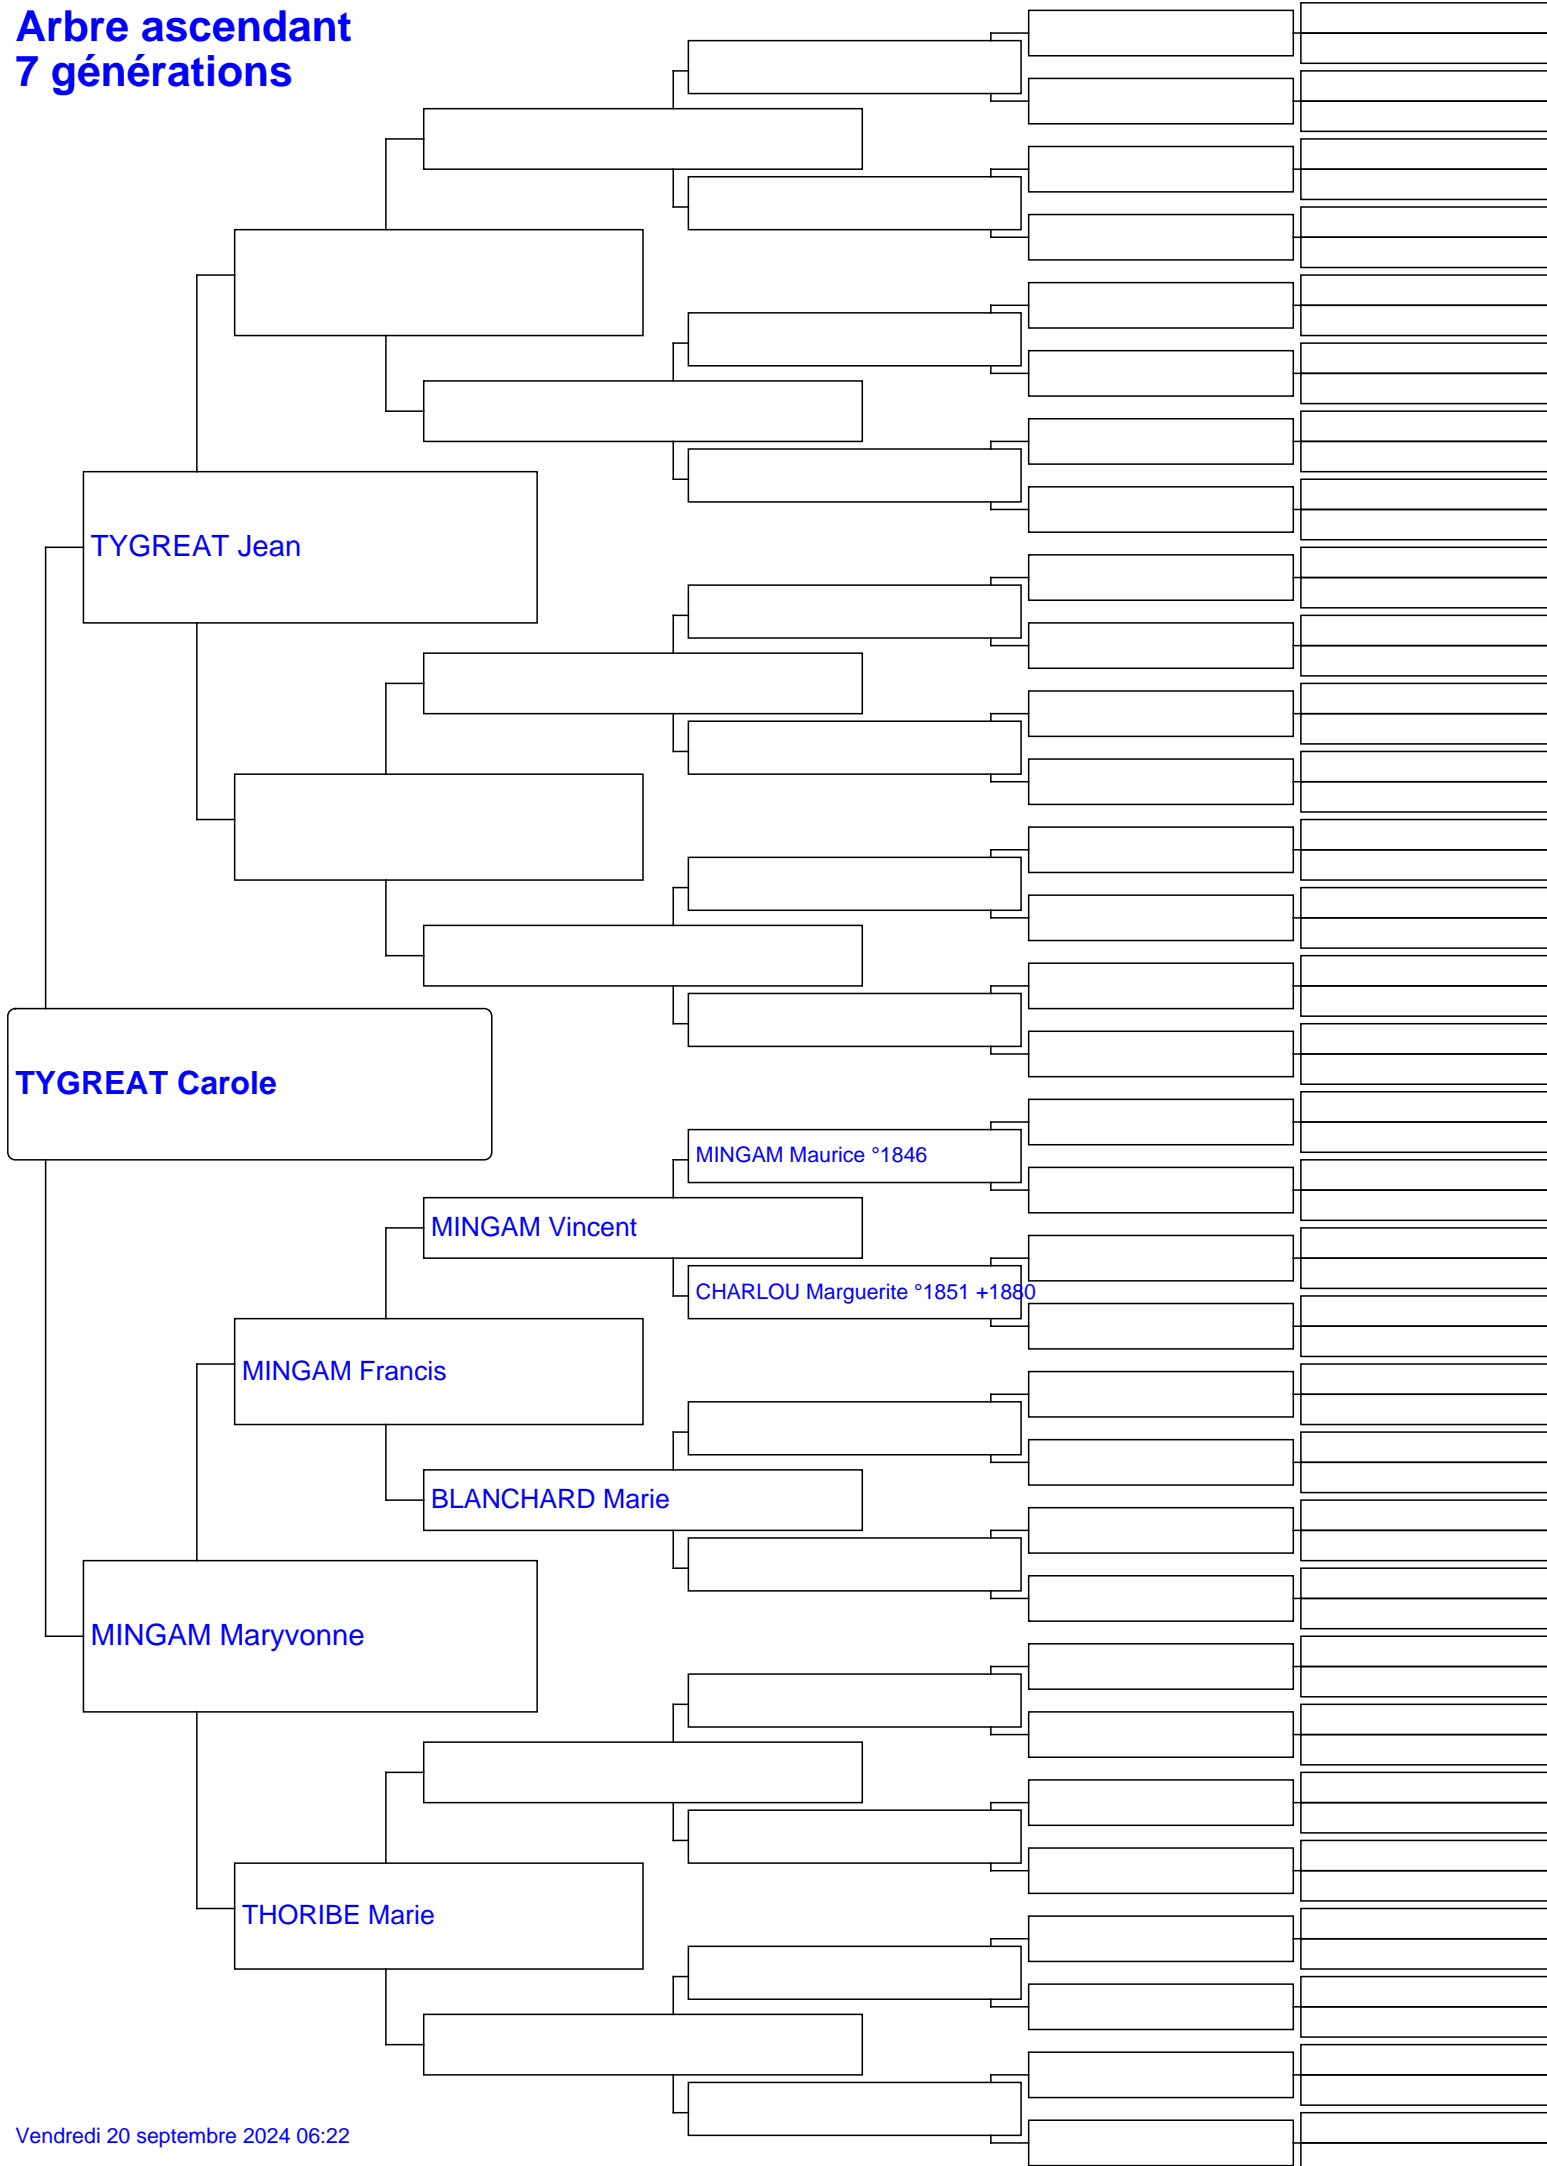 Arbre ascendant
7 générations
TYGREAT Jean
TYGREAT Carole
MINGAM Maurice °1846
MINGAM Vincent
CHARLOU Marguerite °1851 +1880
MINGAM Francis
BLANCHARD Marie
MINGAM Maryvonne
THORIBE Marie
Vendredi 20 septembre 2024 06:22